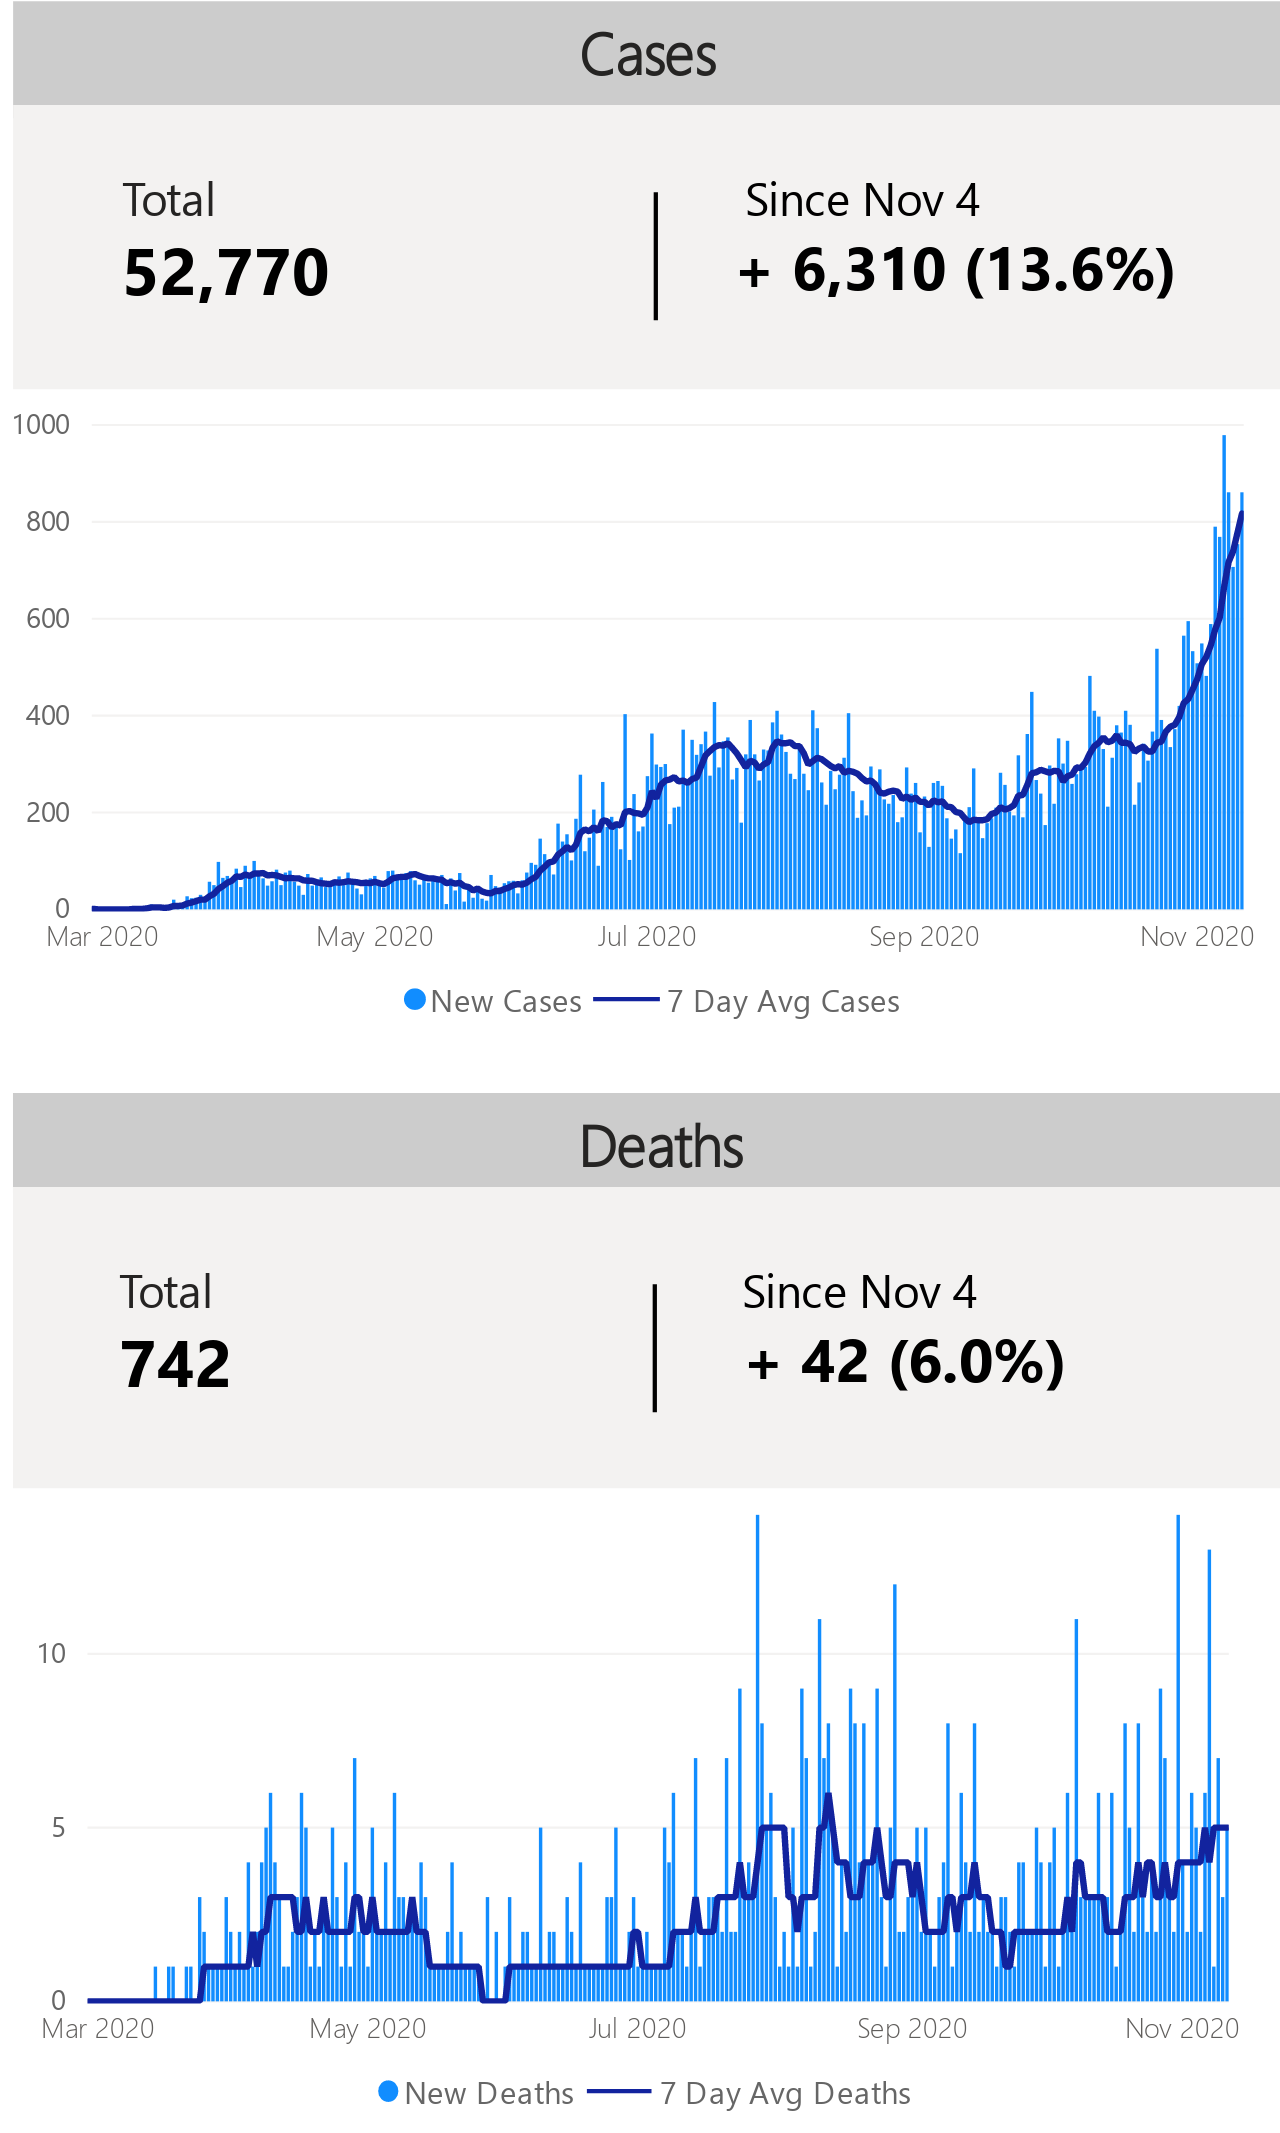 Cases
Total
Since Nov 4
52,770
+ 6,310 (13.6%)
1000
800
600
400
200
0
Mar 2020
May 2020
Jul 2020
Sep 2020
Nov 2020
New Cases
7 Day Avg Cases
Deaths
Total
Since Nov 4
742
+ 42 (6.0%)
10
5
0
Mar 2020
May 2020
Jul 2020
Sep 2020
Nov 2020
New Deaths
7 Day Avg Deaths